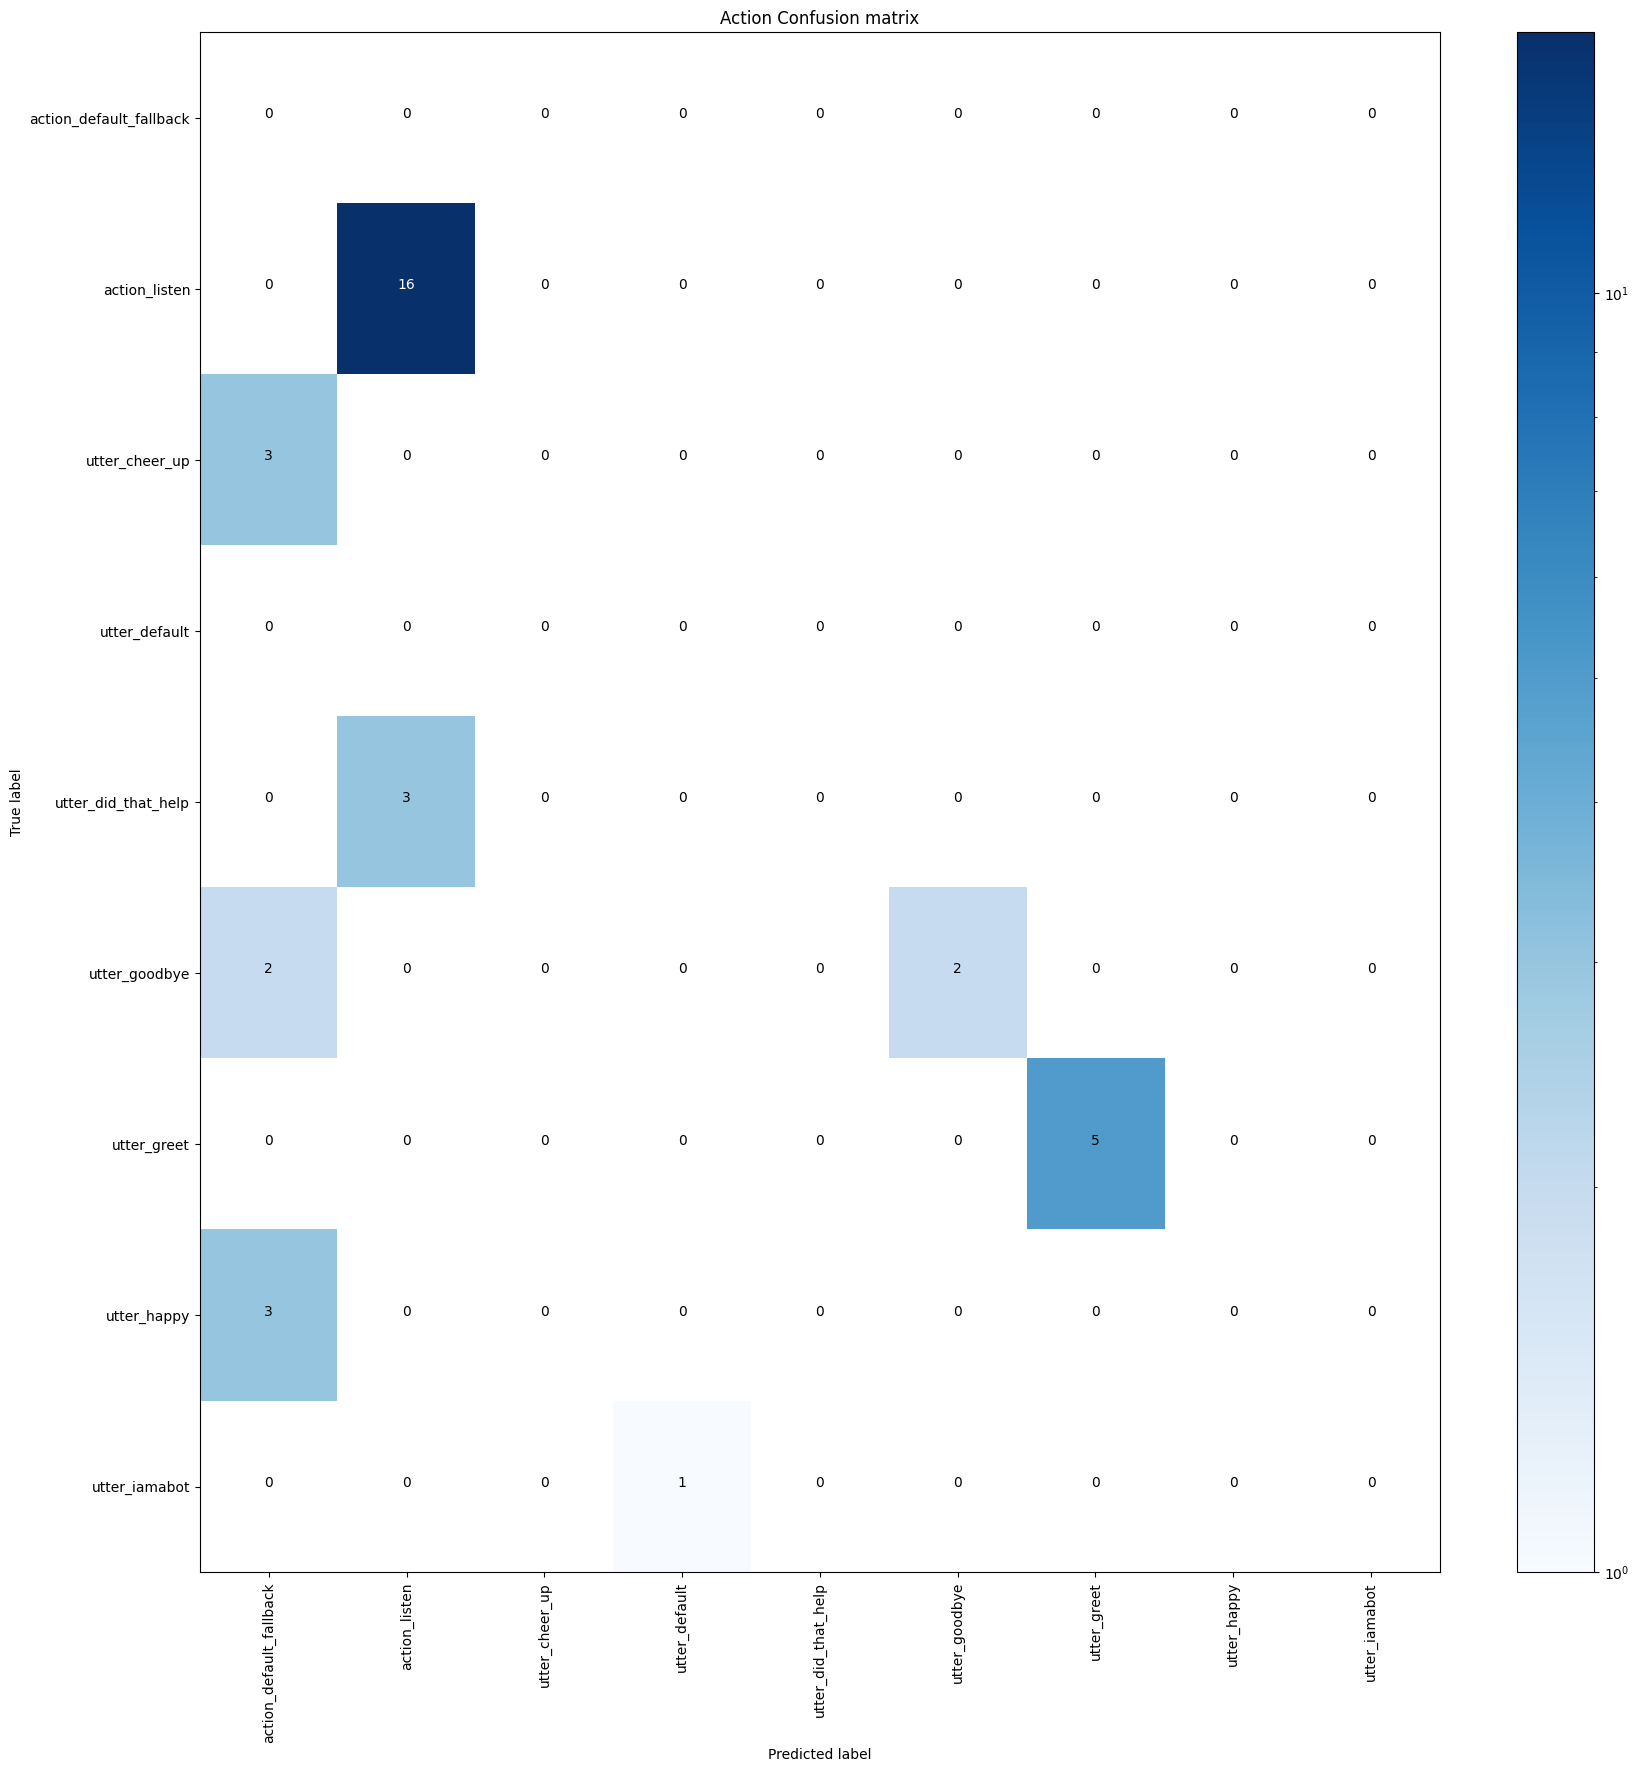 Action Confusion matrix
action_default_fallback 0 0 0 0 0 0 0 0 0
action_listen 0 16 0 0 0 0 0 0 0
utter_cheer_up 3 0 0 0 0 0 0 0 0
utter_default 0 0 0 0 0 0 0 0 0
utter_did_that_help 0 3 0 0 0 0 0 0 0
utter_goodbye 2 0 0 0 0 2 0 0 0
utter_greet 0 0 0 0 0 0 5 0 0
utter_happy 3 0 0 0 0 0 0 0 0
utter_iamabot 0 0 0 1 0 0 0 0 0
True label
action_default_fallback
action_listen
utter_cheer_up
utter_default
utter_did_that_help
utter_goodbye
utter_greet
utter_happy
utter_iamabot
Predicted label
10¹
10⁰